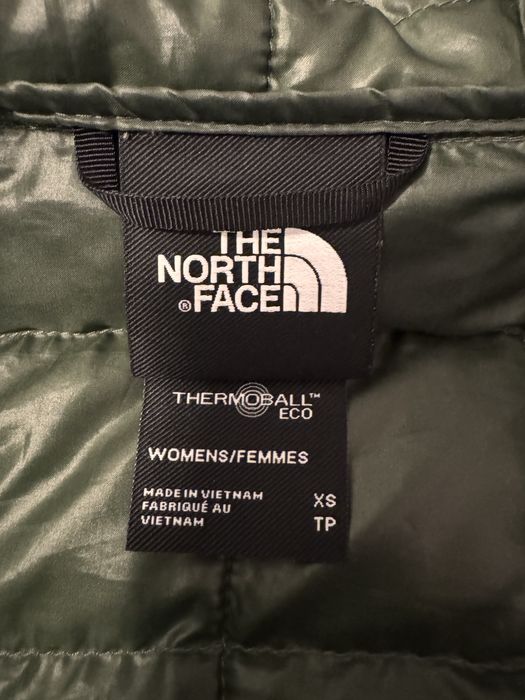 THE
NORTH
® FACE
THERMOBALL™
ECO
WOMENS/FEMMES
MADE IN VIETNAM XS
FABRIQUÉ AU
VIETNAM TP